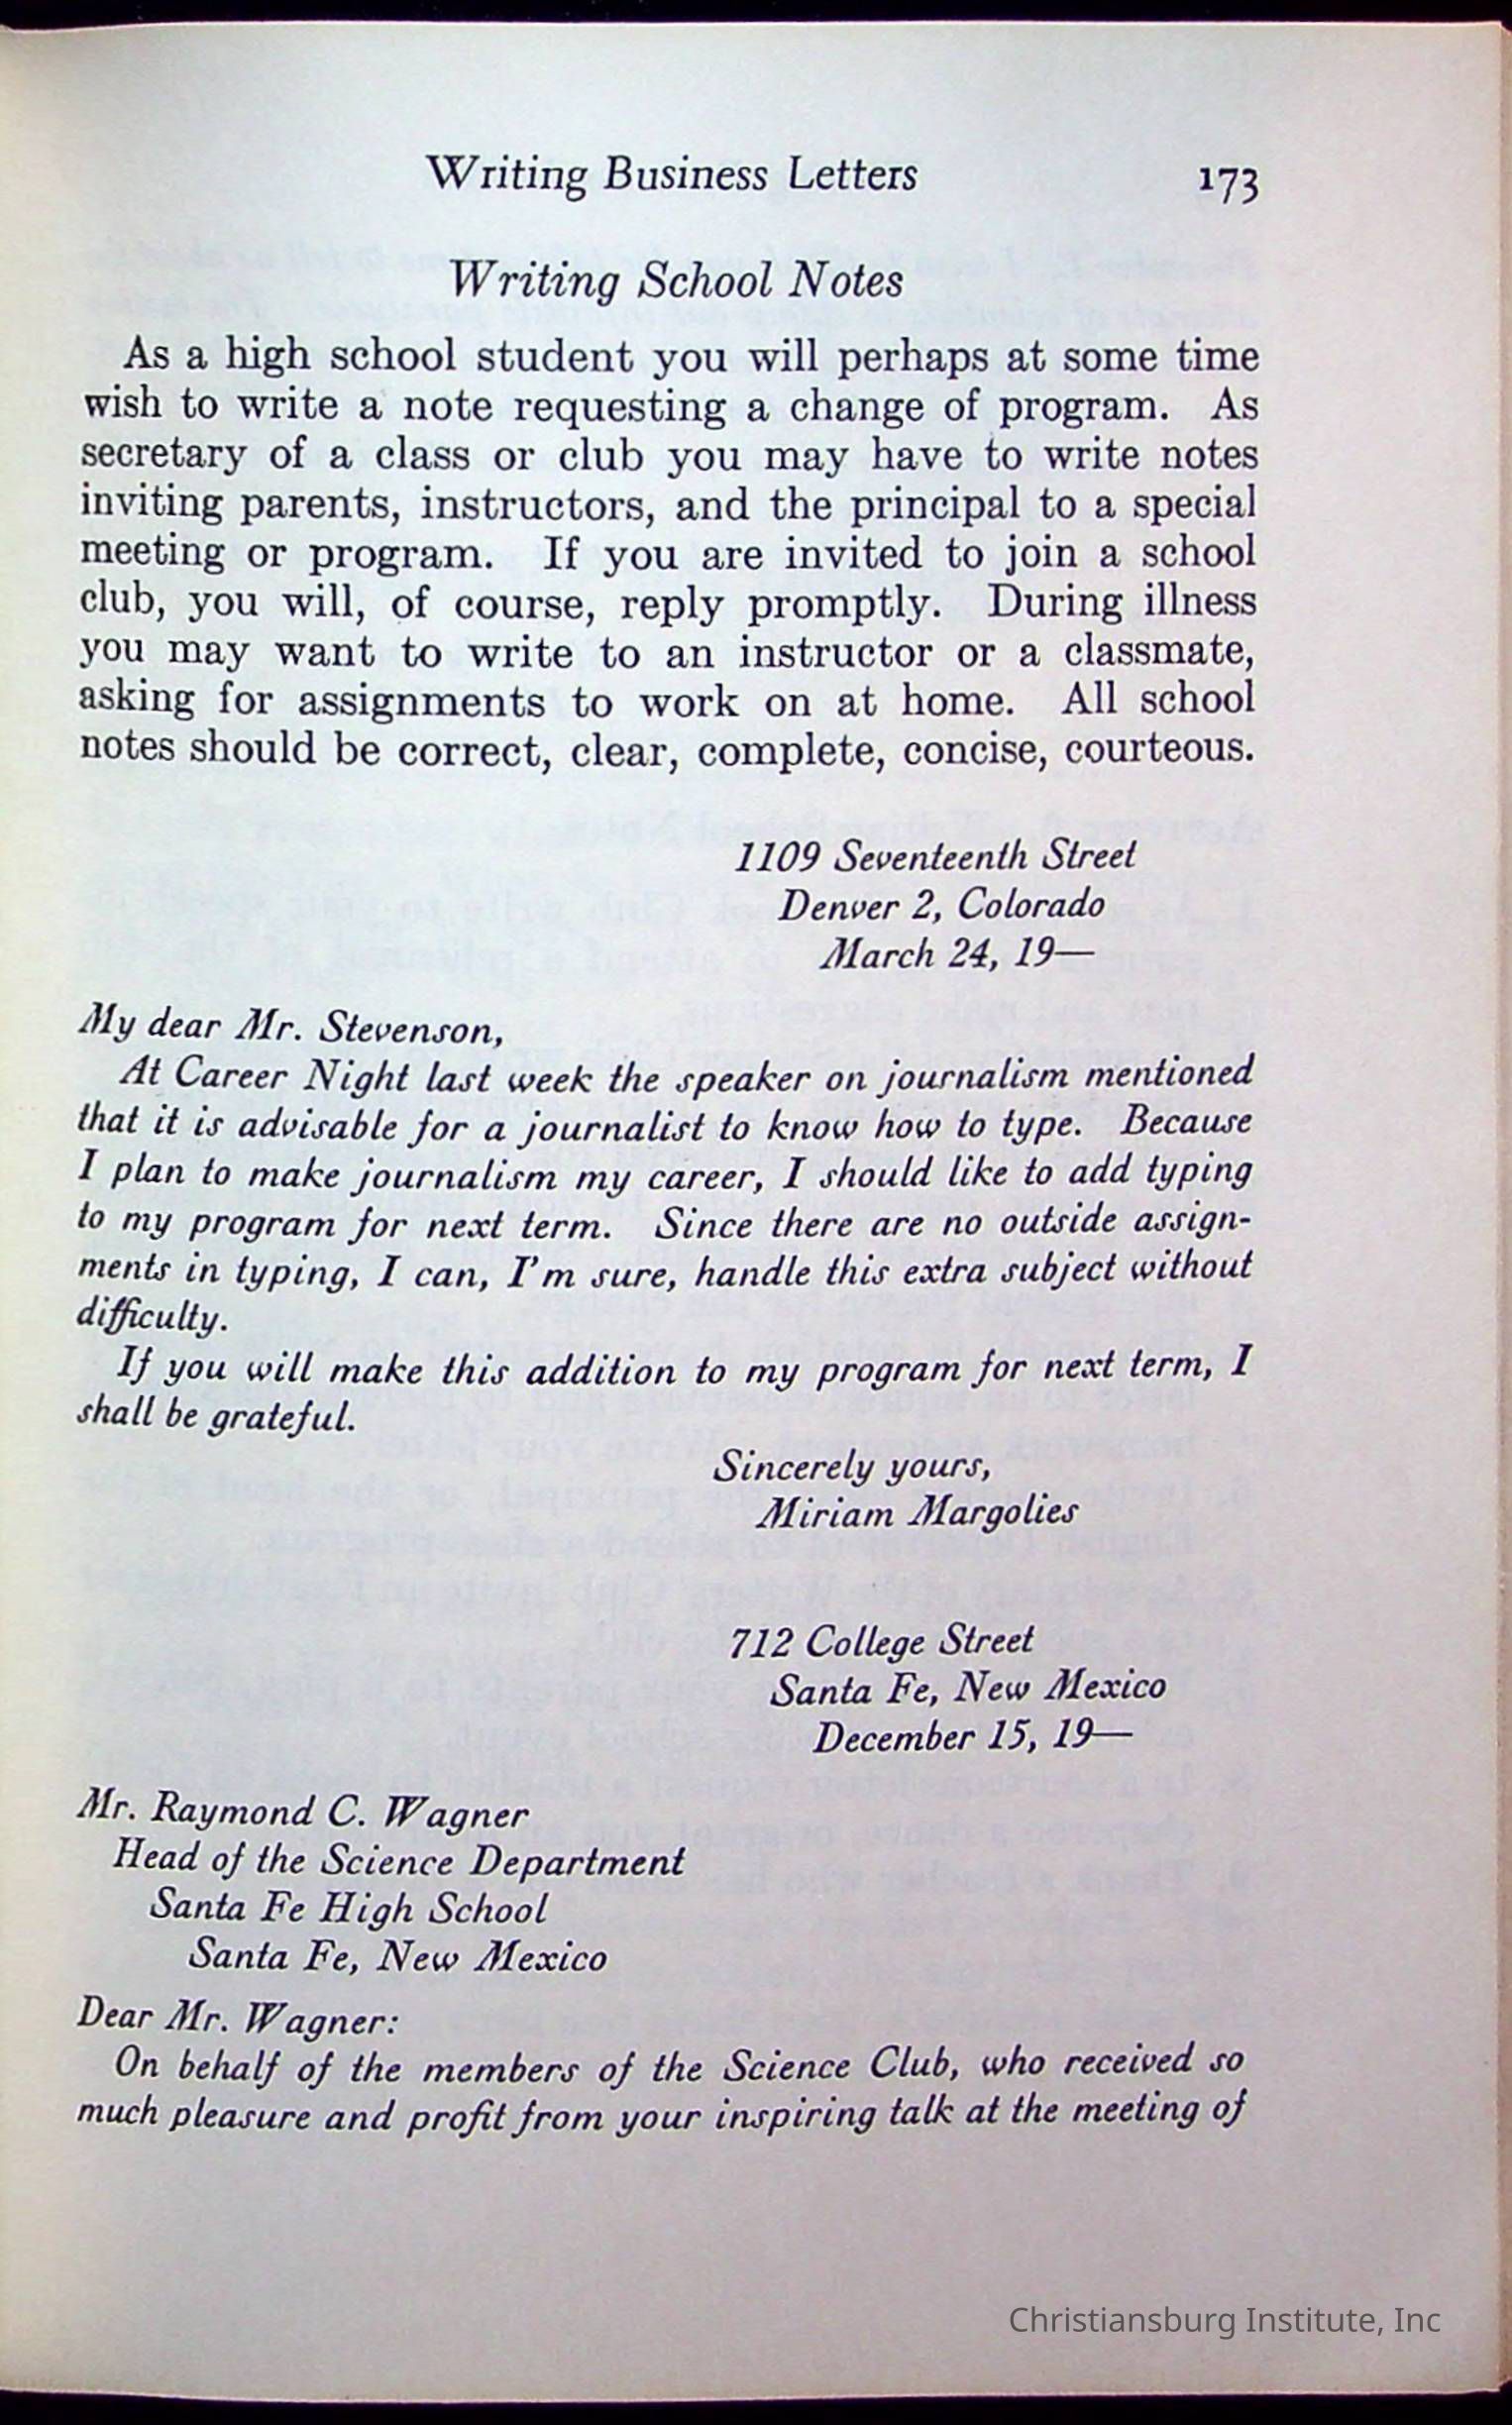 Writing Business Letters 173
Writing School Notes
As a high school student you will perhaps at some time
wish to write a note requesting a change of program. As
secretary of a class or club you may have to write notes
inviting parents, instructors, and the principal to a special
meeting or program. If you are invited to join a school
club, you will, of course, reply promptly. During illness
you may want to write to an instructor or a classmate,
asking for assignments to work on at home. All school
notes should be correct, clear, complete, concise, courteous.
1109 Seventeenth Street
Denver 2, Colorado
March 24, 19—
My dear Mr. Stevenson,
At Career Night last week the speaker on journalism mentioned
that it is advisable for a journalist to know how to type. Because
I plan to make journalism my career, I should like to add typing
to my program for next term. Since there are no outside assign-
ments in typing, I can, I'm sure, handle this extra subject without
difficulty.
If you will make this addition to my program for next term, I
shall be grateful.
Sincerely yours,
Miriam Margolies
712 College Street
Santa Fe, New Mexico
December 15, 19—
Mr. Raymond C. Wagner
Head of the Science Department
Santa Fe High School
Santa Fe, New Mexico
Dear Mr. Wagner:
On behalf of the members of the Science Club, who received so
much pleasure and profit from your inspiring talk at the meeting of
Christiansburg Institute, Inc